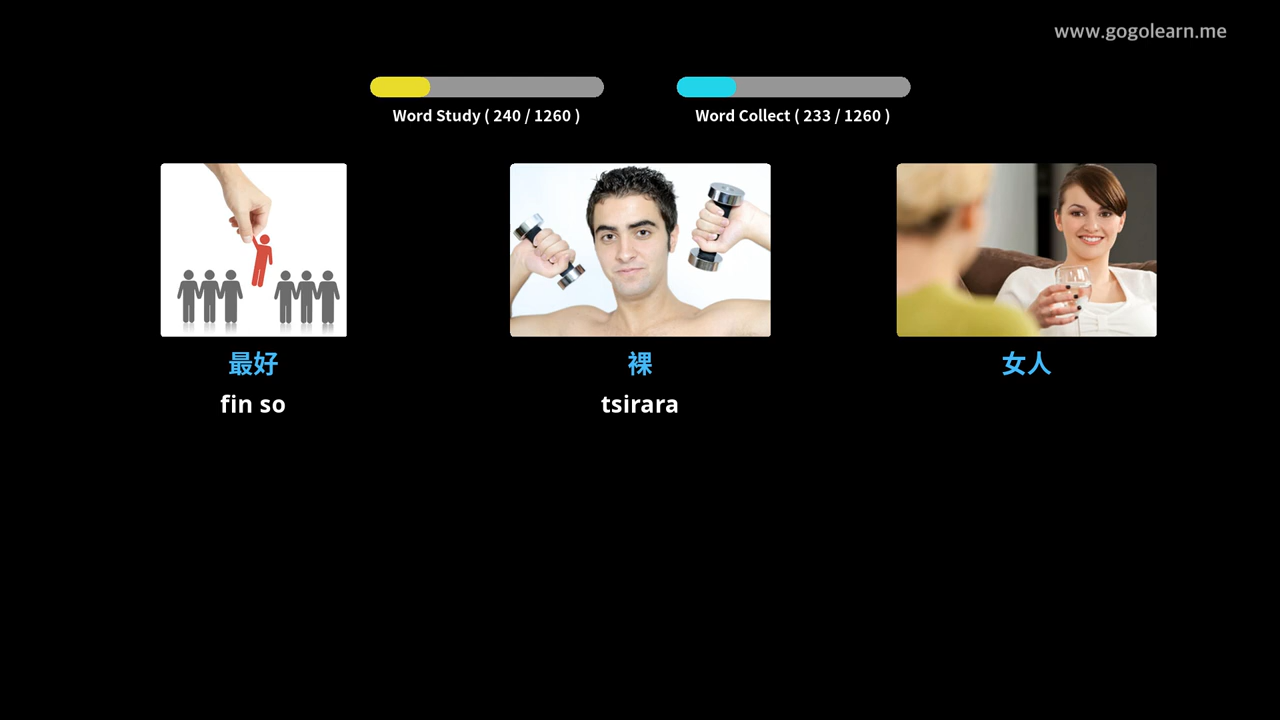 www.gogolearn.me
Word Study ( 240 / 1260 )
Word Collect ( 233 / 1260 )
最好
裸
女人
fin so
tsirara